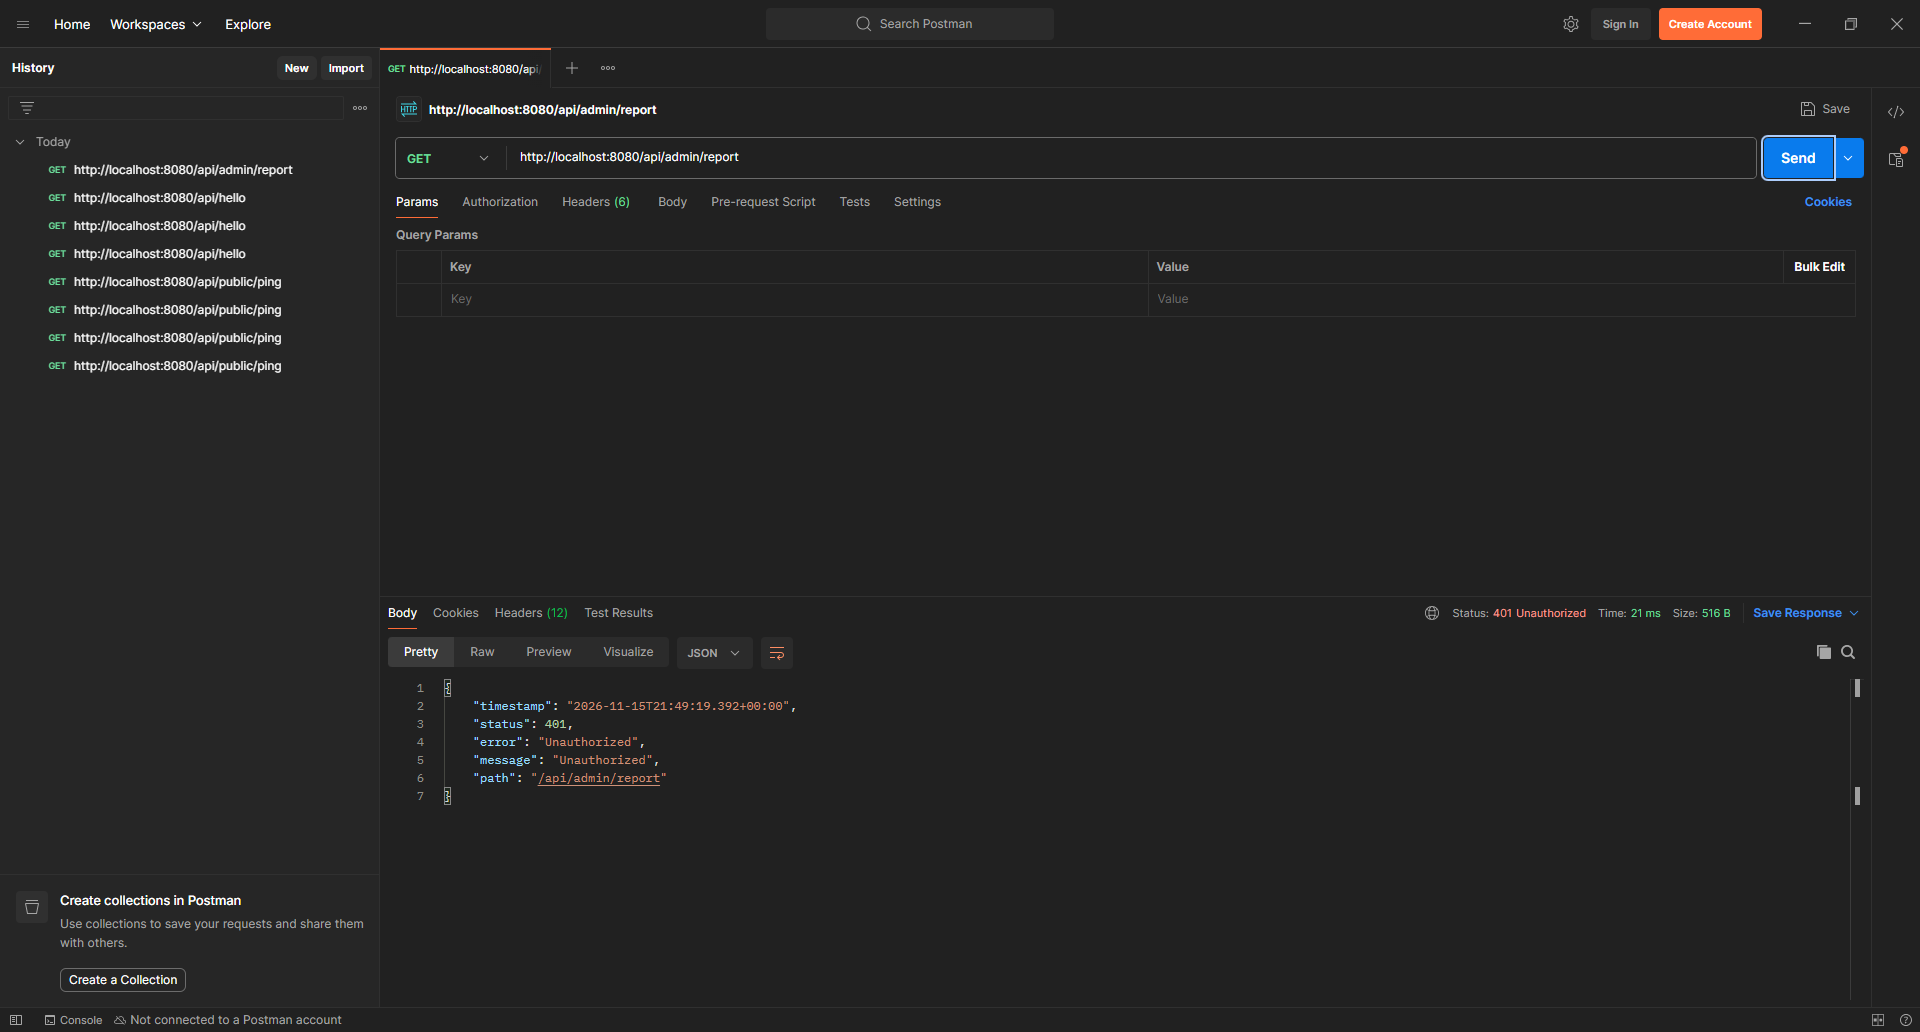 Home Workspaces Explore Search Postman Sign In Create Account
History New Import
GET http://localhost:8080/api/
HTTP http://localhost:8080/api/admin/report Save
Today
GET http://localhost:8080/api/admin/report
GET http://localhost:8080/api/hello
GET http://localhost:8080/api/hello
GET http://localhost:8080/api/hello
GET http://localhost:8080/api/public/ping
GET http://localhost:8080/api/public/ping
GET http://localhost:8080/api/public/ping
GET http://localhost:8080/api/public/ping
GET http://localhost:8080/api/admin/report Send
Params Authorization Headers (6) Body Pre-request Script Tests Settings Cookies
Query Params
Key Value Bulk Edit
Key Value
Body Cookies Headers (12) Test Results Status: 401 Unauthorized Time: 21 ms Size: 516 B Save Response
Pretty Raw Preview Visualize JSON
1 {
2 "timestamp": "2026-11-15T21:49:19.392+00:00",
3 "status": 401,
4 "error": "Unauthorized",
5 "message": "Unauthorized",
6 "path": "/api/admin/report"
7 }
Create collections in Postman
Use collections to save your requests and share them
with others.
Create a Collection
Console Not connected to a Postman account